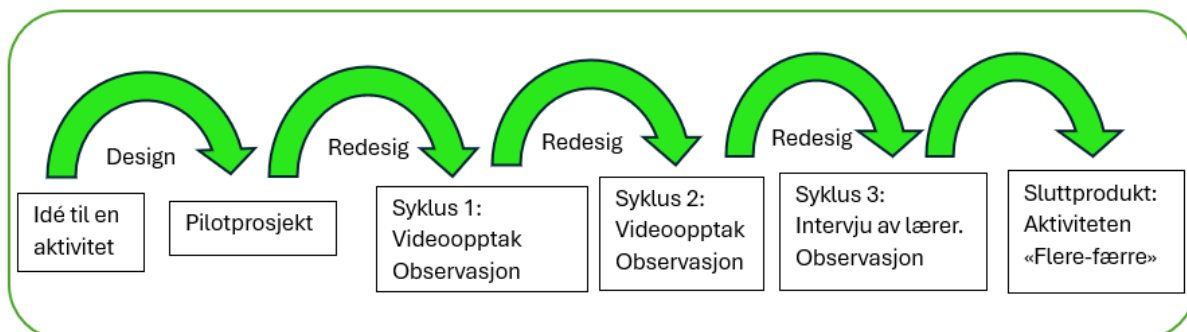 Design
Redesig
Redesig
Redesig
Idé til en
aktivitet
Pilotprosjekt
Syklus 1:
Videoopptak
Observasjon
Syklus 2:
Videoopptak
Observasjon
Syklus 3:
Intervju av lærer.
Observasjon
Sluttprodukt:
Aktiviteten
«Flere-færre»